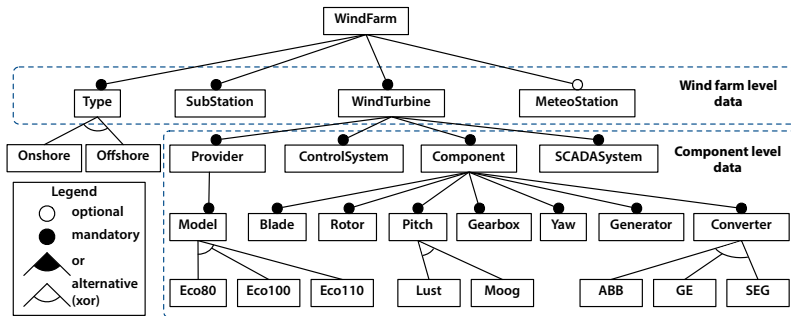 WindFarm
Wind farm level
data
Type
SubStation
WindTurbine
MeteoStation
Onshore
Offshore
Provider
ControlSystem
Component
SCADASystem
Component level
data
Legend
optional
mandatory
or
alternative
(xor)
Model
Blade
Rotor
Pitch
Gearbox
Yaw
Generator
Converter
Eco80
Eco100
Eco110
Lust
Moog
ABB
GE
SEG